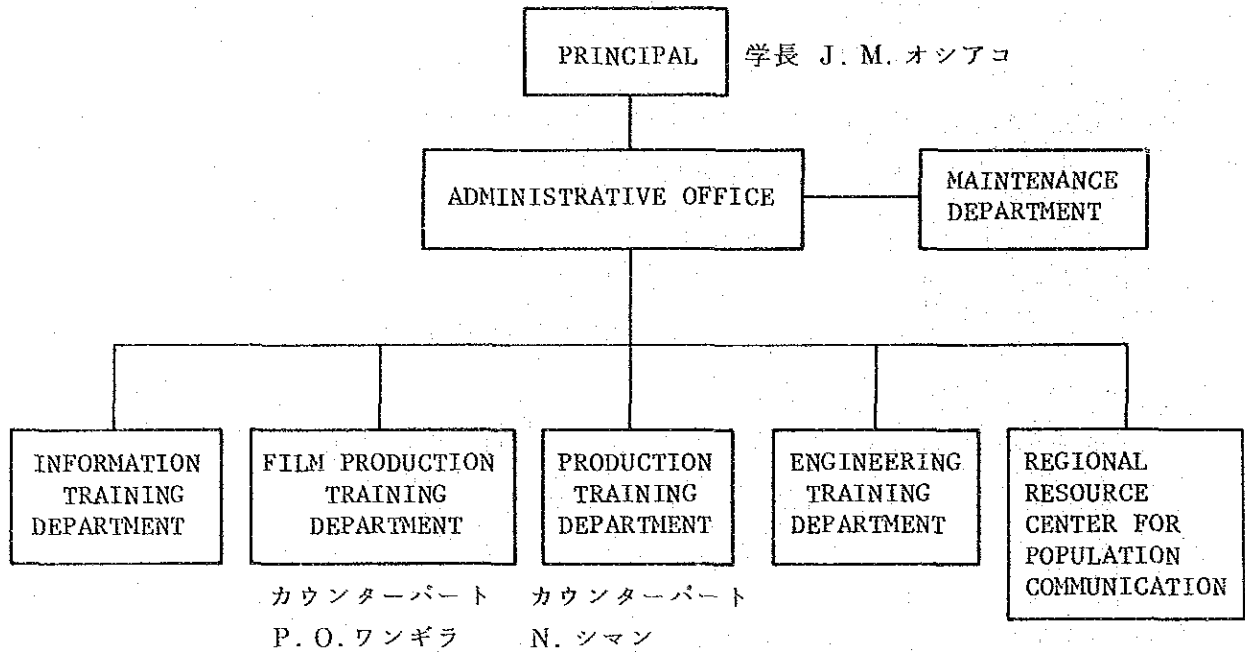 PRINCIPAL
学長 J.M.オシアコ
ADMINISTRATIVE OFFICE
MAINTENANCE
DEPARTMENT
INFORMATION
TRAINING
DEPARTMENT
FILM PRODUCTION
TRAINING
DEPARTMENT
PRODUCTION
TRAINING
DEPARTMENT
ENGINEERING
TRAINING
DEPARTMENT
REGIONAL
RESOURCE
CENTER FOR
POPULATION
COMMUNICATION
カウンターパート
P.O.ワンギラ
カウンターパート
N.シマン